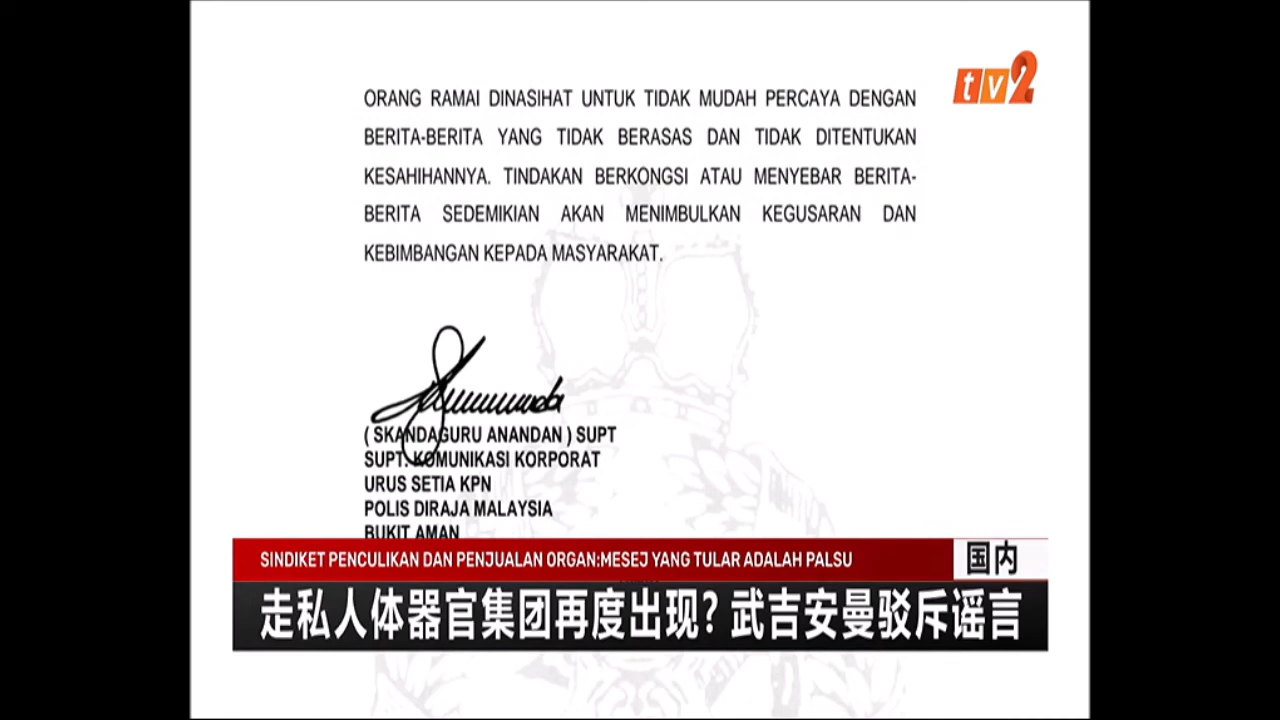 tv2
ORANG RAMAI DINASIHAT UNTUK TIDAK MUDAH PERCAYA DENGAN
BERITA-BERITA YANG TIDAK BERASAS DAN TIDAK DITENTUKAN
KESAHIHANNYA. TINDAKAN BERKONGSI ATAU MENYEBAR BERITA-
BERITA SEDEMIKIAN AKAN MENIMBULKAN KEGUSARAN DAN
KEBIMBANGAN KEPADA MASYARAKAT.
( SKANDAGURU ANANDAN ) SUPT
SUPT. KOMUNIKASI KORPORAT
URUS SETIA KPN
POLIS DIRAJA MALAYSIA
BUKIT AMAN
SINDIKET PENCULIKAN DAN PENJUALAN ORGAN:MESEJ YANG TULAR ADALAH PALSU
国内
走私人体器官集团再度出现? 武吉安曼驳斥谣言